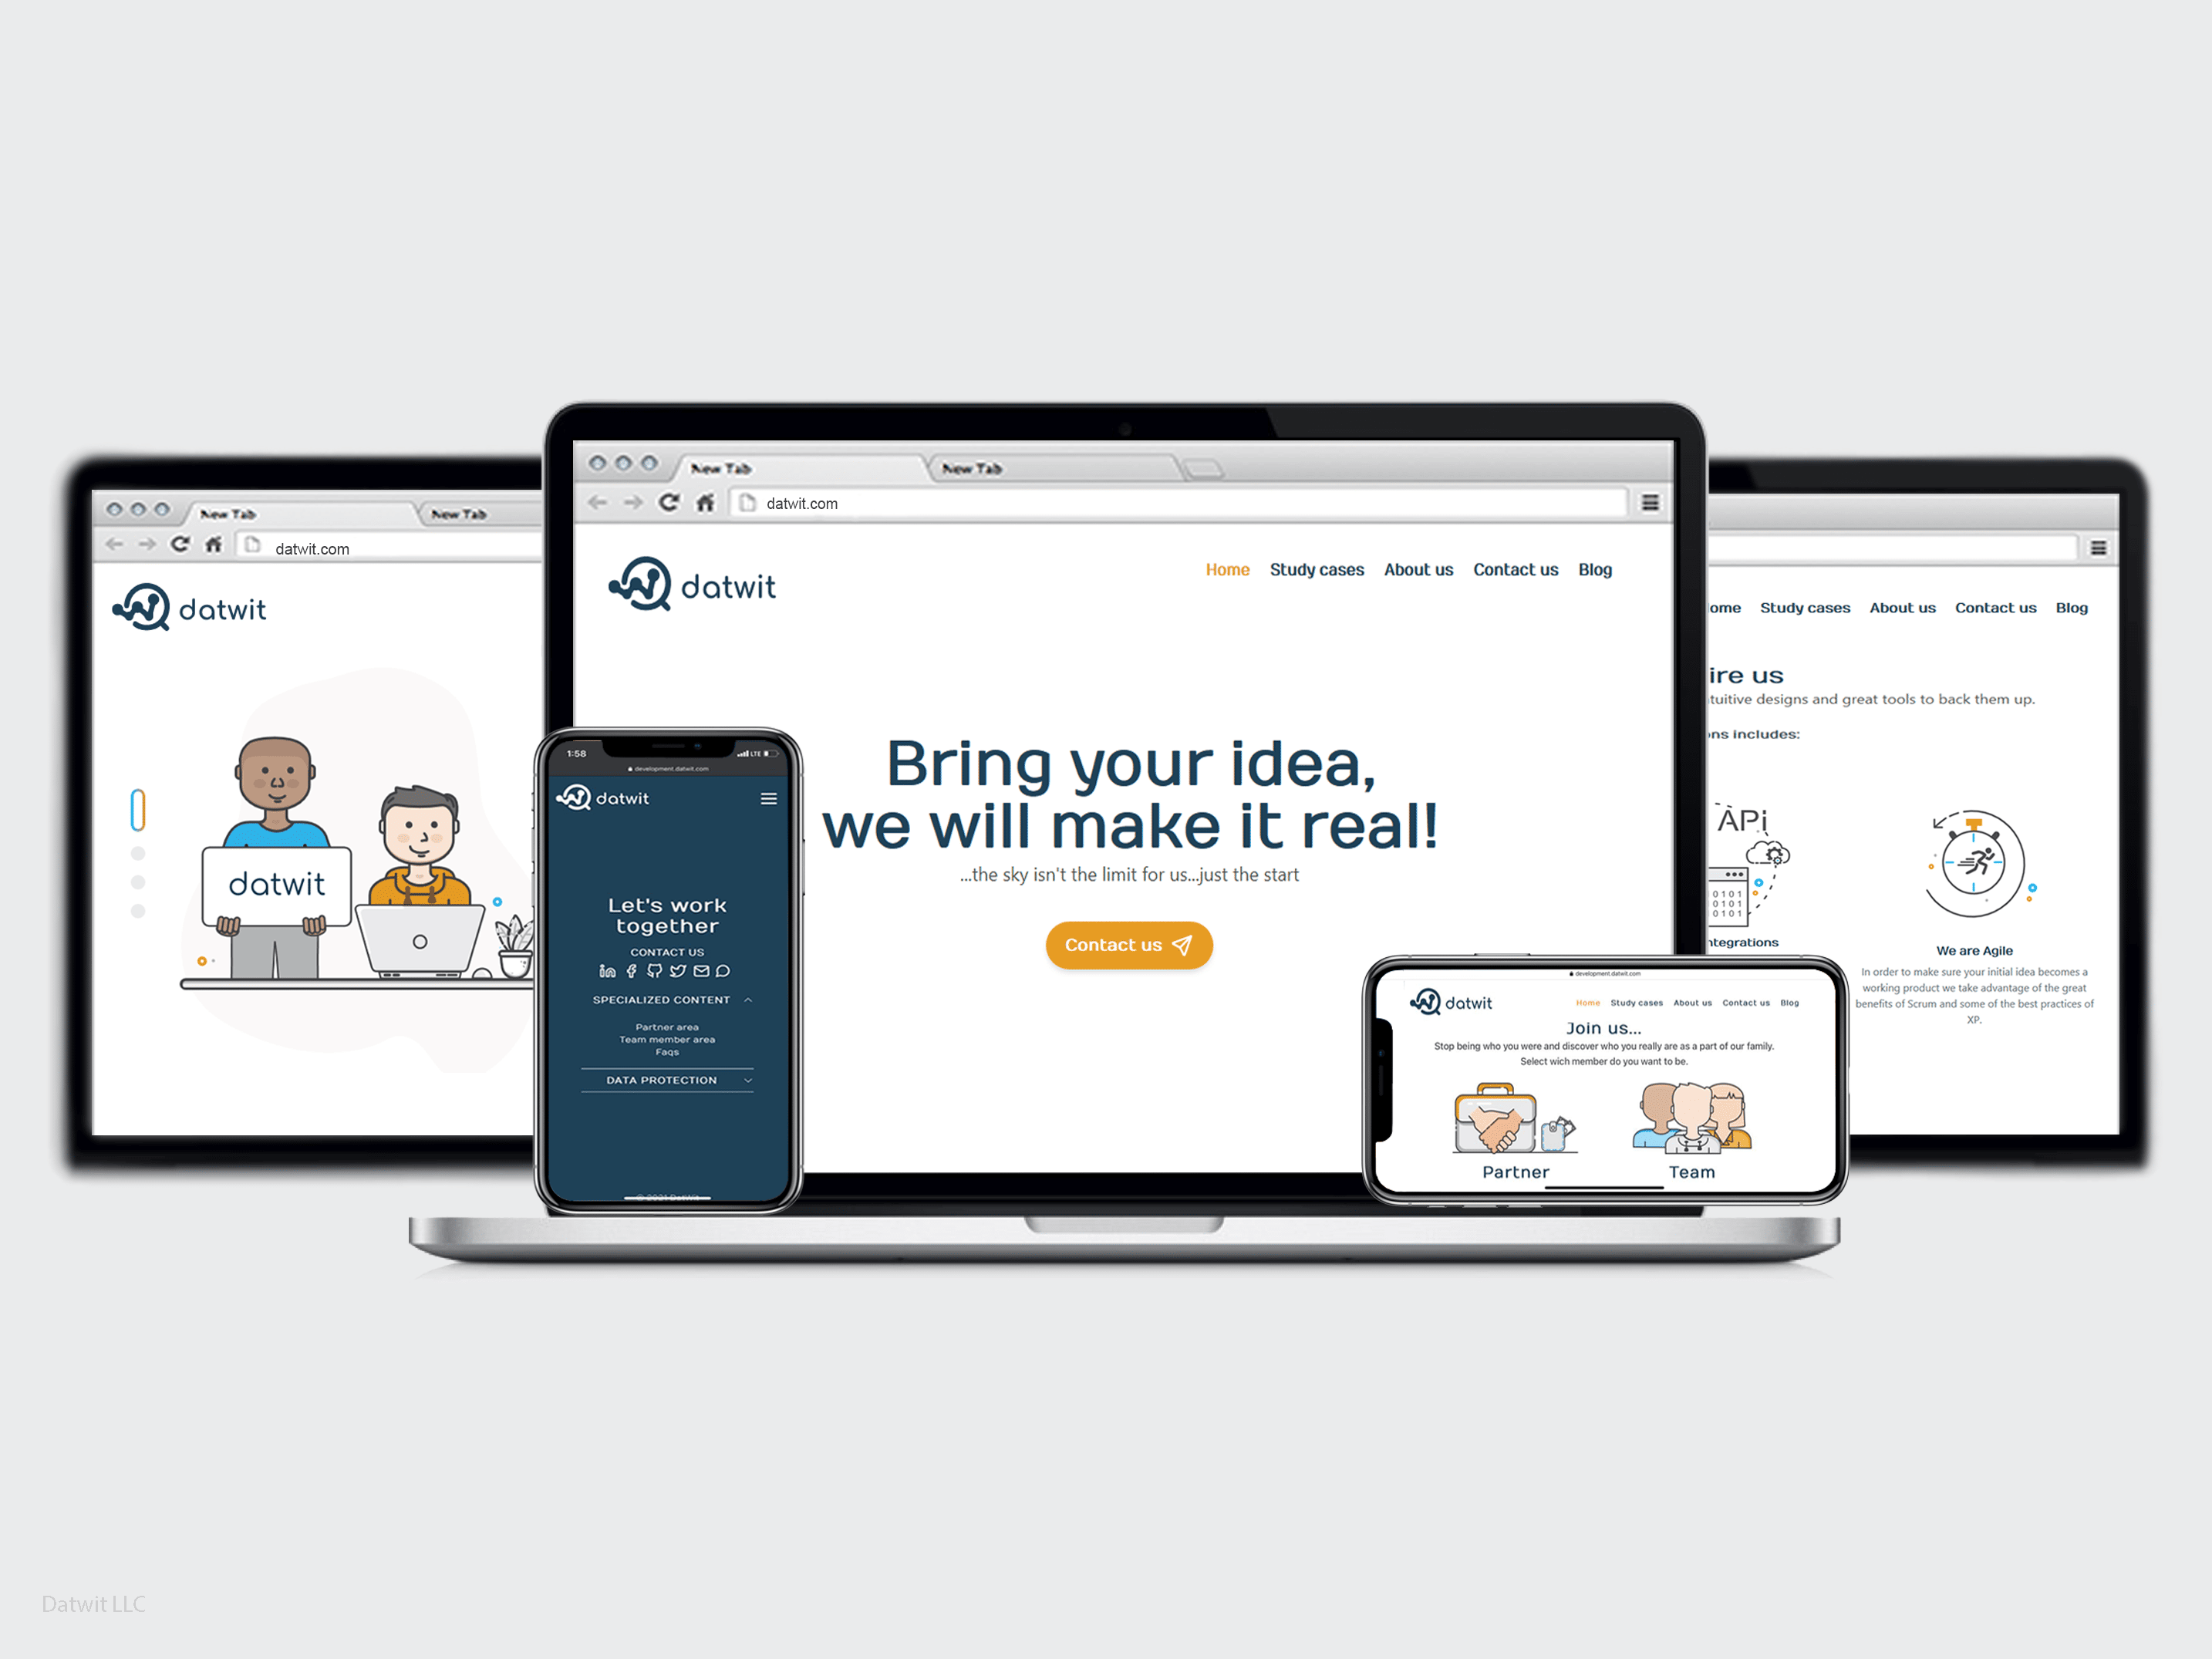 New Tab
New Tab
datwit.com
datwit
datwit
New Tab
New Tab
datwit.com
datwit
Home Study cases About us Contact us Blog
Bring your idea,
we will make it real!
...the sky isn't the limit for us...just the start
Contact us
1:58
LTE
development.datwit.com
datwit
Let's work
together
CONTACT US
SPECIALIZED CONTENT
Partner area
Team member area
Faqs
DATA PROTECTION
© 2021 DatWit
development.datwit.com
datwit
Home Study cases About us Contact us Blog
Join us...
Stop being who you were and discover who you really are as a part of our family.
Select wich member do you want to be.
Partner
Team
ome Study cases About us Contact us Blog
ire us
tuitive designs and great tools to back them up.
ns includes:
APi
0101
0101
0101
ntegrations
We are Agile
In order to make sure your initial idea becomes a
working product we take advantage of the great
benefits of Scrum and some of the best practices of
XP.
Datwit LLC